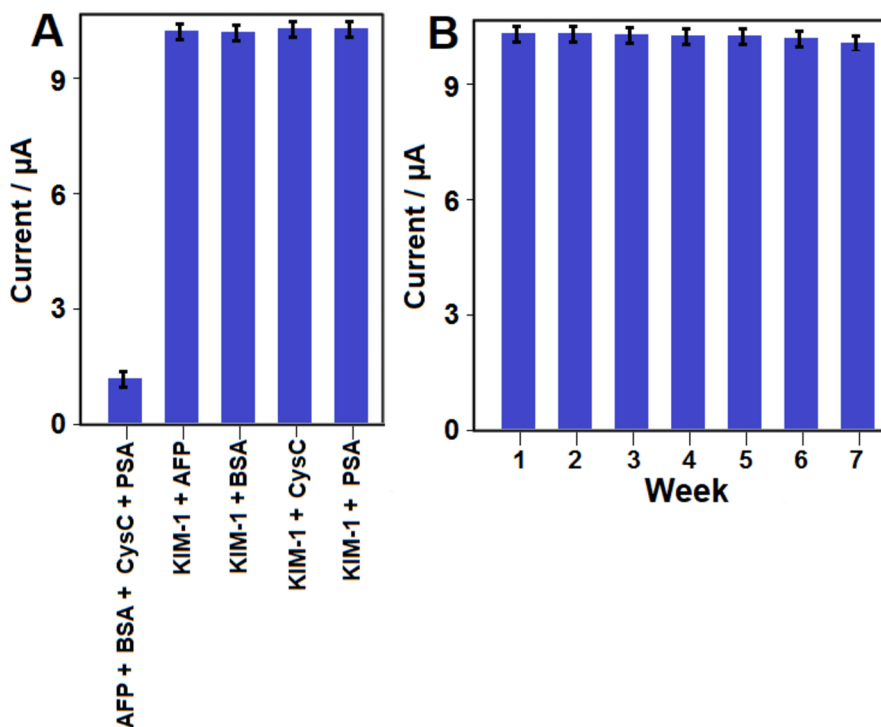 A
Current / µA
9
6
3
0
AFP + BSA + CysC + PSA
KIM-1 + AFP
KIM-1 +BSA
KIM-1 + CysC
KIM-1 + PSA
B
Current / µA
9
6
3
0
1 2 3 4 5 6 7
Week